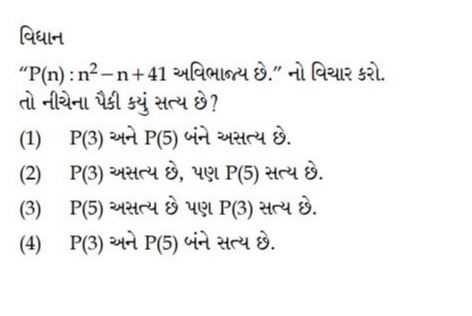 વિધાન
“P(n) : n² − n + 41 અવિભાજ્ય છે.” નો વિચાર કરો.
તો નીચેના પૈકી કયું સત્ય છે?
(1) P(3) અને P(5) બંને અસત્ય છે.
(2) P(3) અસત્ય છે, પણ P(5) સત્ય છે.
(3) P(5) અસત્ય છે પણ P(3) સત્ય છે.
(4) P(3) અને P(5) બંને સત્ય છે.